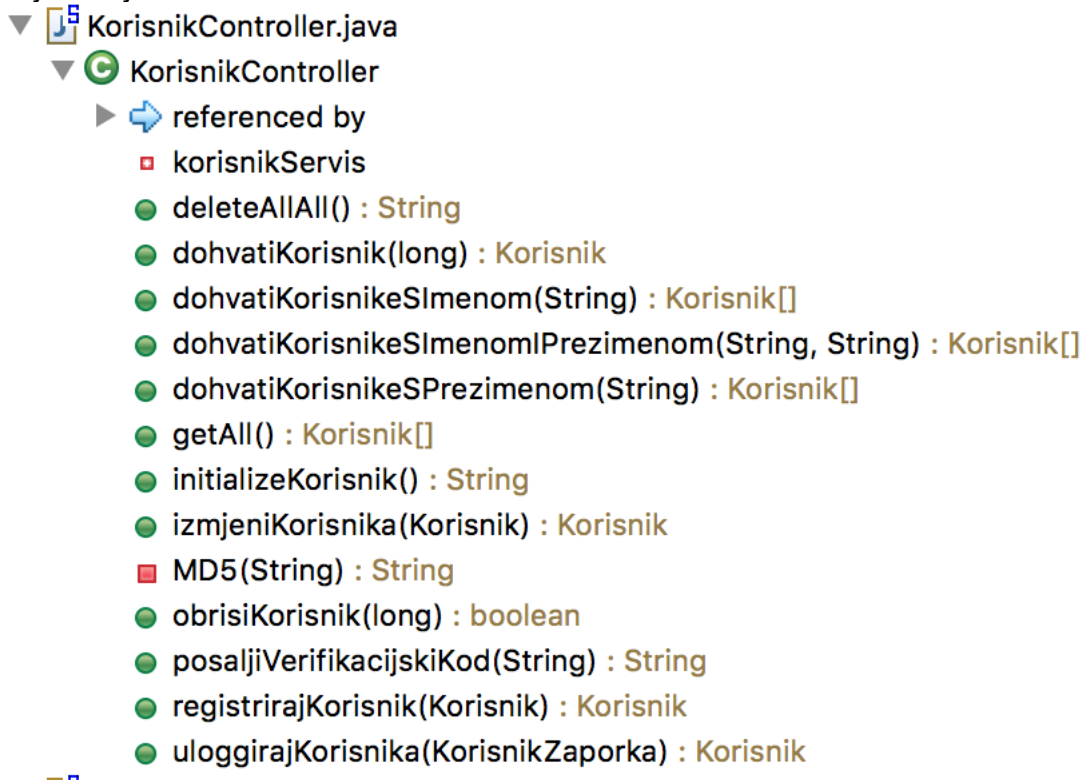 KorisnikController.java
KorisnikController
referenced by
korisnikServis
deleteAllAll() : String
dohvatiKorisnik(long) : Korisnik
dohvatiKorisnikeSImenom(String) : Korisnik[]
dohvatiKorisnikeSImenomIPrezimenom(String, String) : Korisnik[]
dohvatiKorisnikeSPrezimenom(String) : Korisnik[]
getAll() : Korisnik[]
initializeKorisnik() : String
izmjeniKorisnika(Korisnik) : Korisnik
MD5(String) : String
obrisiKorisnik(long) : boolean
posaljiVerifikacijskiKod(String) : String
registrirajKorisnik(Korisnik) : Korisnik
uloggirajKorisnika(KorisnikZaporka) : Korisnik